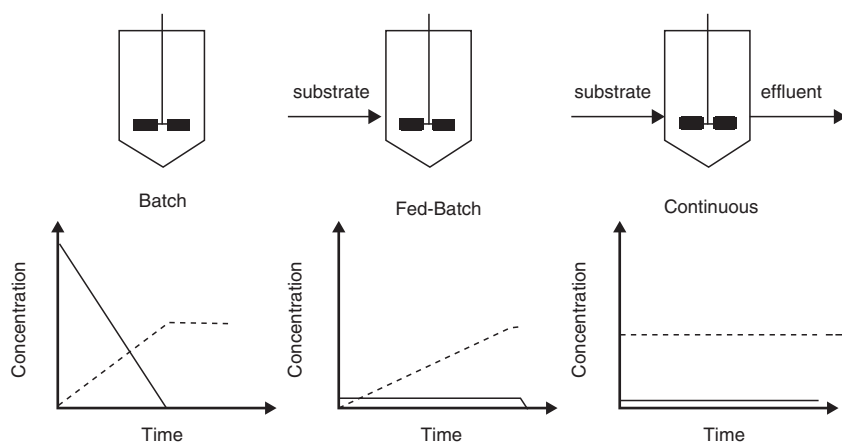 substrate
substrate
effluent
Batch
Fed-Batch
Continuous
Concentration
Concentration
Concentration
Time
Time
Time